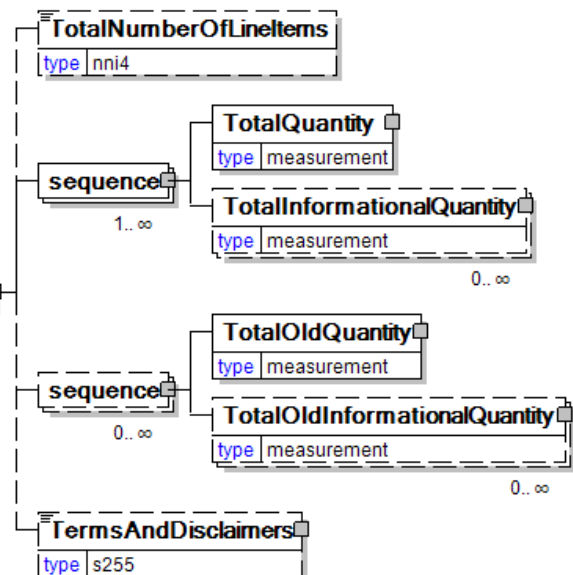 TotalNumberOfLineItems
type nni4
TotalQuantity
type measurement
sequence
1.. ∞
TotalInformationalQuantity
type measurement
0.. ∞
TotalOldQuantity
type measurement
sequence
0.. ∞
TotalOldInformationalQuantity
type measurement
0.. ∞
TermsAndDisclaimers
type s255